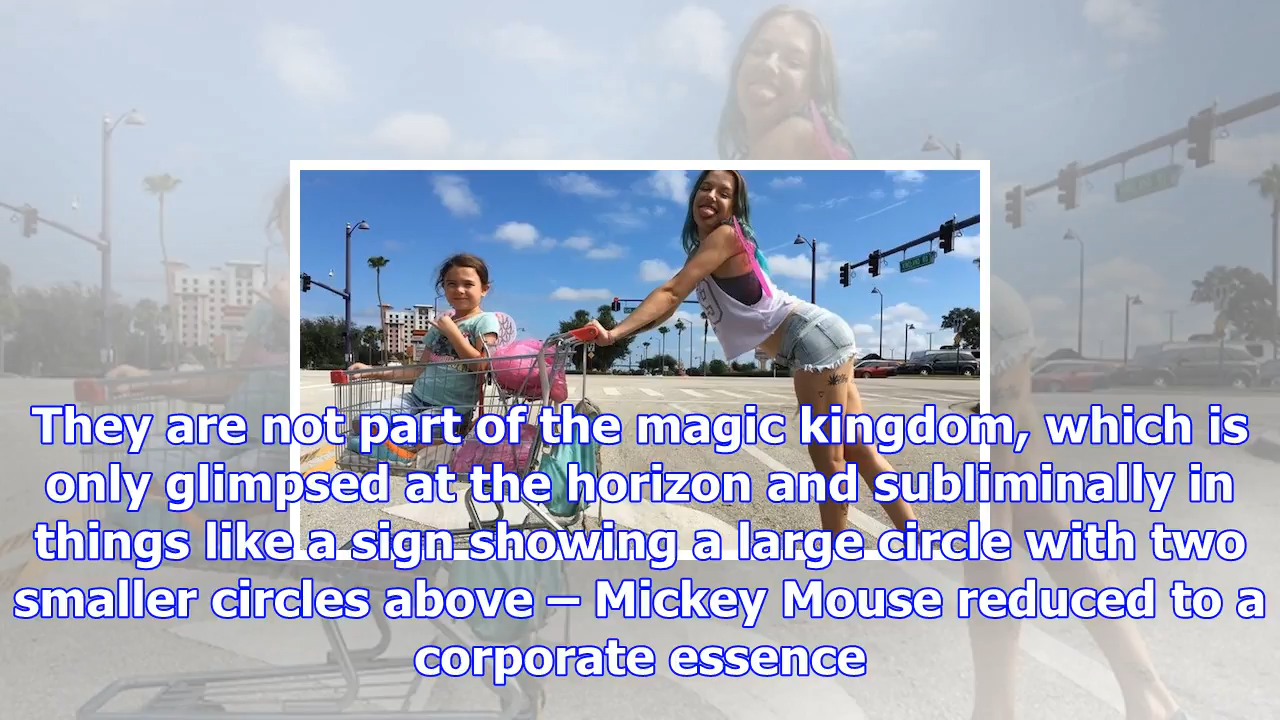 They are not part of the magic kingdom, which is
only glimpsed at the horizon and subliminally in
things like a sign showing a large circle with two
smaller circles above – Mickey Mouse reduced to a
corporate essence